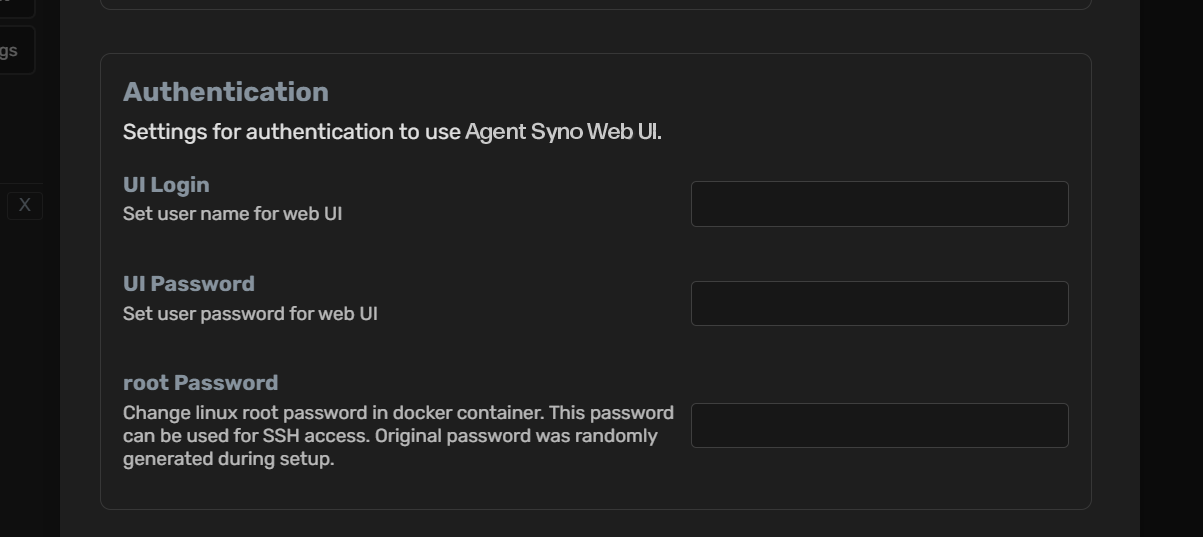 gs
X
Authentication
Settings for authentication to use Agent Syno Web UI.
UI Login
Set user name for web UI
UI Password
Set user password for web UI
root Password
Change linux root password in docker container. This password
can be used for SSH access. Original password was randomly
generated during setup.